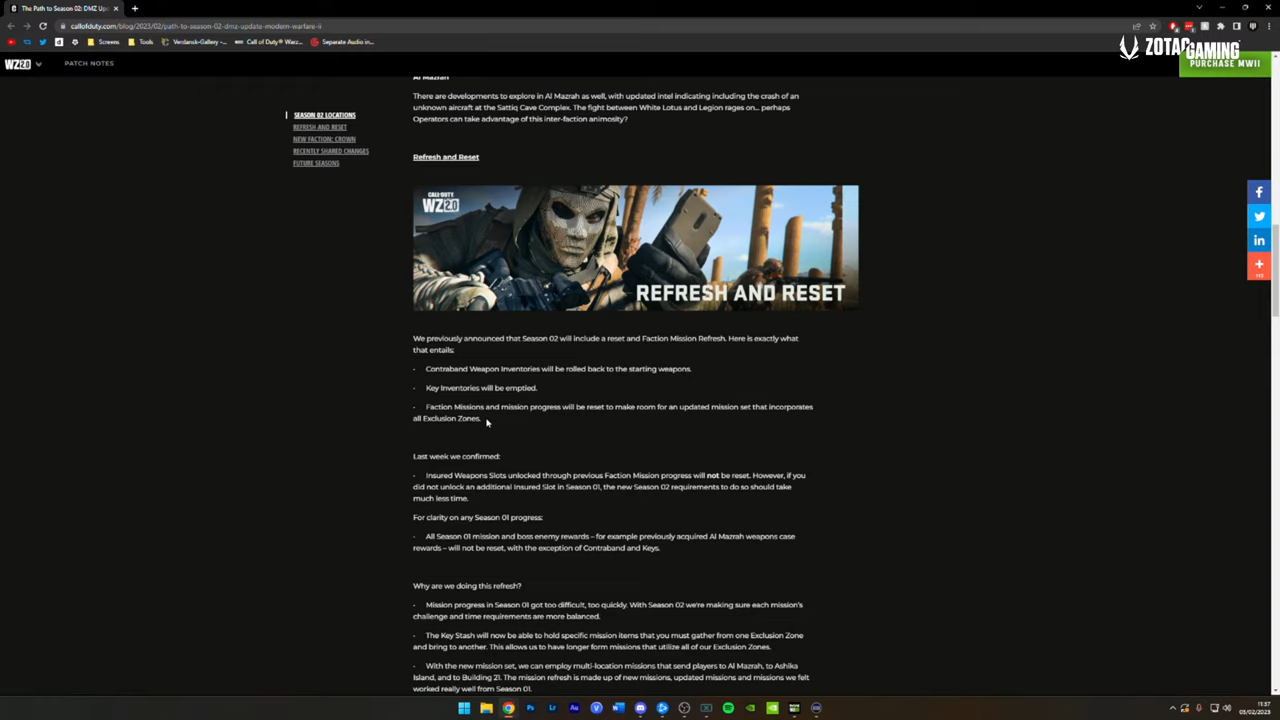 The Path to Season 02: DMZ Upd
callofduty.com/blog/2023/02/path-to-season-02-dmz-update-modern-warfare-ii
Screens
Tools
Verdansk-Gallery –...
Call of Duty® Warz...
Separate Audio in...
ZOTAC GAMING
WZ2.0
PATCH NOTES
PURCHASE MWII
Al Mazrah
SEASON 02 LOCATIONS
REFRESH AND RESET
NEW FACTION: CROWN
RECENTLY SHARED CHANGES
FUTURE SEASONS
There are developments to explore in Al Mazrah as well, with updated intel indicating including the crash of an
unknown aircraft at the Sattiq Cave Complex. The fight between White Lotus and Legion rages on... perhaps
Operators can take advantage of this inter-faction animosity?
Refresh and Reset
CALL OF DUTY
WZ2.0
REFRESH AND RESET
We previously announced that Season 02 will include a reset and Faction Mission Refresh. Here is exactly what
that entails:
· Contraband Weapon Inventories will be rolled back to the starting weapons.
· Key Inventories will be emptied.
· Faction Missions and mission progress will be reset to make room for an updated mission set that incorporates
all Exclusion Zones.
Last week we confirmed:
· Insured Weapons Slots unlocked through previous Faction Mission progress will not be reset. However, if you
did not unlock an additional Insured Slot in Season 01, the new Season 02 requirements to do so should take
much less time.
For clarity on any Season 01 progress:
· All Season 01 mission and boss enemy rewards – for example previously acquired Al Mazrah weapons case
rewards – will not be reset, with the exception of Contraband and Keys.
Why are we doing this refresh?
· Mission progress in Season 01 got too difficult, too quickly. With Season 02 we're making sure each mission's
challenge and time requirements are more balanced.
· The Key Stash will now be able to hold specific mission items that you must gather from one Exclusion Zone
and bring to another. This allows us to have longer form missions that utilize all of our Exclusion Zones.
· With the new mission set, we can employ multi-location missions that send players to Al Mazrah, to Ashika
Island, and to Building 21. The mission refresh is made up of new missions, updated missions and missions we felt
worked really well from Season 01.
11:37
05/02/2023